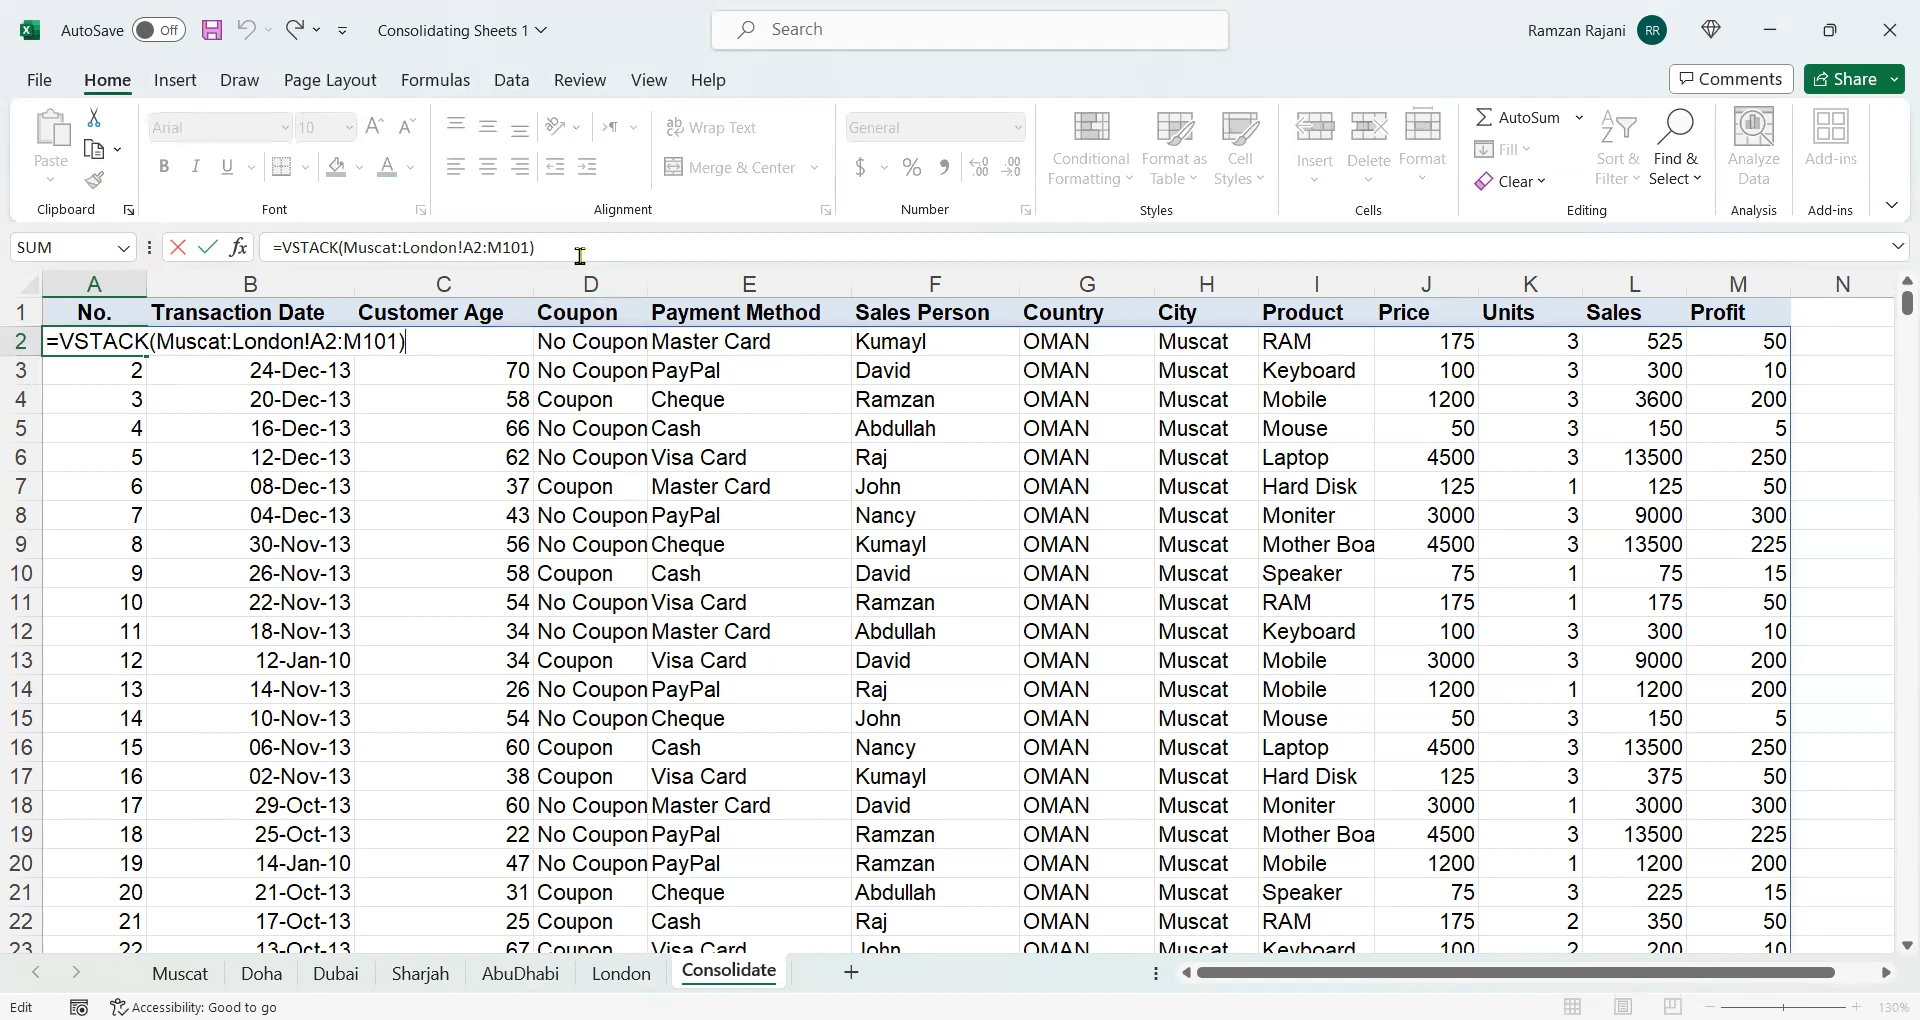 AutoSave Off Consolidating Sheets 1 Search Ramzan Rajani RR
File Home Insert Draw Page Layout Formulas Data Review View Help Comments Share
Paste Arial 10 Wrap Text Merge & Center General Conditional Formatting Format as Table Cell Styles Insert Delete Format AutoSum Fill Clear Sort & Filter Find & Select Analyze Data Add-ins
Clipboard Font Alignment Number Styles Cells Editing Analysis Add-ins
SUM =VSTACK(Muscat:London!A2:M101)
A B C D E F G H I J K L M N
1 No. Transaction Date Customer Age Coupon Payment Method Sales Person Country City Product Price Units Sales Profit
2 =VSTACK(Muscat:London!A2:M101) No Coupon Master Card Kumayl OMAN Muscat RAM 175 3 525 50
3 2 24-Dec-13 70 No Coupon PayPal David OMAN Muscat Keyboard 100 3 300 10
4 3 20-Dec-13 58 Coupon Cheque Ramzan OMAN Muscat Mobile 1200 3 3600 200
5 4 16-Dec-13 66 No Coupon Cash Abdullah OMAN Muscat Mouse 50 3 150 5
6 5 12-Dec-13 62 No Coupon Visa Card Raj OMAN Muscat Laptop 4500 3 13500 250
7 6 08-Dec-13 37 Coupon Master Card John OMAN Muscat Hard Disk 125 1 125 50
8 7 04-Dec-13 43 No Coupon PayPal Nancy OMAN Muscat Moniter 3000 3 9000 300
9 8 30-Nov-13 56 No Coupon Cheque Kumayl OMAN Muscat Mother Boa 4500 3 13500 225
10 9 26-Nov-13 58 Coupon Cash David OMAN Muscat Speaker 75 1 75 15
11 10 22-Nov-13 54 No Coupon Visa Card Ramzan OMAN Muscat RAM 175 1 175 50
12 11 18-Nov-13 34 No Coupon Master Card Abdullah OMAN Muscat Keyboard 100 3 300 10
13 12 12-Jan-10 34 Coupon Visa Card David OMAN Muscat Mobile 3000 3 9000 200
14 13 14-Nov-13 26 No Coupon PayPal Raj OMAN Muscat Mobile 1200 1 1200 200
15 14 10-Nov-13 54 No Coupon Cheque John OMAN Muscat Mouse 50 3 150 5
16 15 06-Nov-13 60 Coupon Cash Nancy OMAN Muscat Laptop 4500 3 13500 250
17 16 02-Nov-13 38 Coupon Visa Card Kumayl OMAN Muscat Hard Disk 125 3 375 50
18 17 29-Oct-13 60 No Coupon Master Card David OMAN Muscat Moniter 3000 1 3000 300
19 18 25-Oct-13 22 No Coupon PayPal Ramzan OMAN Muscat Mother Boa 4500 3 13500 225
20 19 14-Jan-10 47 No Coupon PayPal Ramzan OMAN Muscat Mobile 1200 1 1200 200
21 20 21-Oct-13 31 Coupon Cheque Abdullah OMAN Muscat Speaker 75 3 225 15
22 21 17-Oct-13 25 Coupon Cash Raj OMAN Muscat RAM 175 2 350 50
23 22 13-Oct-13 67 Coupon Visa Card John OMAN Muscat Keyboard 100 2 200 10
Muscat Doha Dubai Sharjah AbuDhabi London Consolidate
Edit Accessibility: Good to go 130%